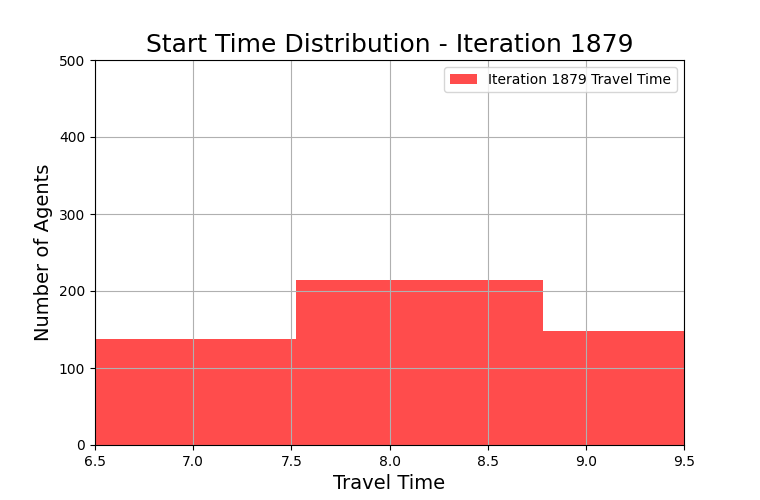 Start Time Distribution - Iteration 1879
Iteration 1879 Travel Time
Number of Agents
500
400
300
200
100
0
6.5 7.0 7.5 8.0 8.5 9.0 9.5
Travel Time